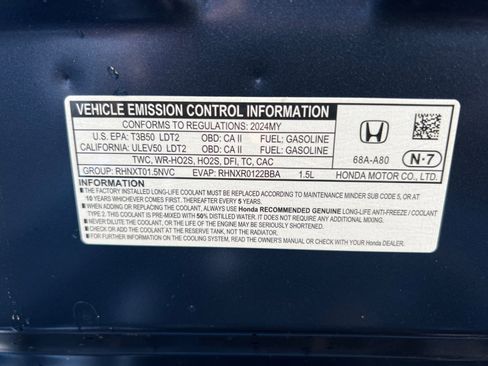 VEHICLE EMISSION CONTROL INFORMATION
CONFORMS TO REGULATIONS: 2024MY
U.S. EPA: T3B50 LDT2 OBD: CA II FUEL: GASOLINE
CALIFORNIA: ULEV50 LDT2 OBD: CA II FUEL: GASOLINE
TWC, WR-HO2S, HO2S, DFI, TC, CAC
GROUP: RHNXT01.5NVC EVAP: RHNXR0122BBA 1.5L
68A-A80 N·7
HONDA MOTOR CO., LTD.
INFORMATION
■ THE FACTORY INSTALLED LONG-LIFE COOLANT MUST BE CHANGED ACCORDING TO MAINTENANCE MINDER SUB CODE 5, OR AT
10 YEARS WHICHEVER COMES FIRST. THEREAFTER EVERY 5 YEARS.
■ WHEN ADDING OR REPLACING THE COOLANT, ALWAYS USE Honda RECOMMENDED GENUINE LONG-LIFE ANTI-FREEZE / COOLANT
TYPE 2. THIS COOLANT IS PRE-MIXED WITH 50% DISTILLED WATER, AND DOES NOT REQUIRE ANY ADDITIONAL MIXING.
■ NEVER DILUTE THE COOLANT, OR THE ENGINE MAY BE SERIOUSLY SHORTENED.
■ CHECK OR ADD THE COOLANT AT THE RESERVE TANK, NOT THE RADIATOR.
■ FOR FURTHER INFORMATION ON THE COOLING SYSTEM, READ THE OWNER'S MANUAL OR CHECK WITH YOUR Honda DEALER.